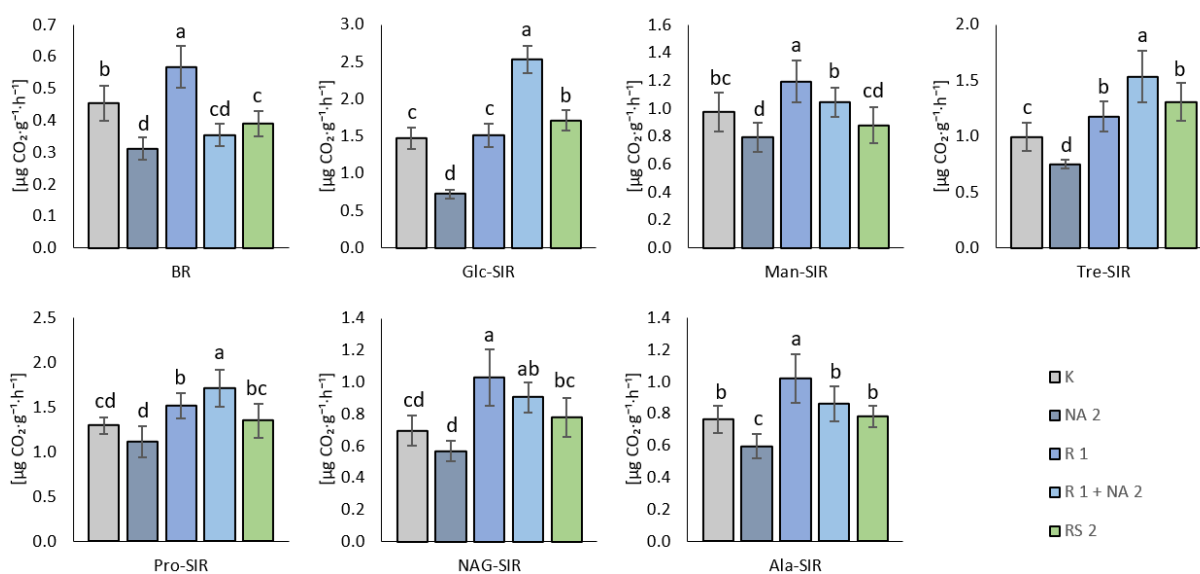 [µg CO₂·g⁻¹·h⁻¹]
0.7
0.6
0.5
0.4
0.3
0.2
0.1
0.0
b
d
a
cd
c
BR
[µg CO₂·g⁻¹·h⁻¹]
3.0
2.5
2.0
1.5
1.0
0.5
0.0
c
d
c
a
b
Glc-SIR
[µg CO₂·g⁻¹·h⁻¹]
1.6
1.4
1.2
1.0
0.8
0.6
0.4
0.2
0.0
bc
d
a
b
cd
Man-SIR
[µg CO₂·g⁻¹·h⁻¹]
2.0
1.5
1.0
0.5
0.0
c
d
b
a
b
Tre-SIR
[µg CO₂·g⁻¹·h⁻¹]
2.5
2.0
1.5
1.0
0.5
0.0
cd
d
b
a
bc
Pro-SIR
[µg CO₂·g⁻¹·h⁻¹]
1.4
1.2
1.0
0.8
0.6
0.4
0.2
0.0
cd
d
a
ab
bc
NAG-SIR
[µg CO₂·g⁻¹·h⁻¹]
1.4
1.2
1.0
0.8
0.6
0.4
0.2
0.0
b
c
a
b
b
Ala-SIR
K
NA 2
R 1
R 1 + NA 2
RS 2